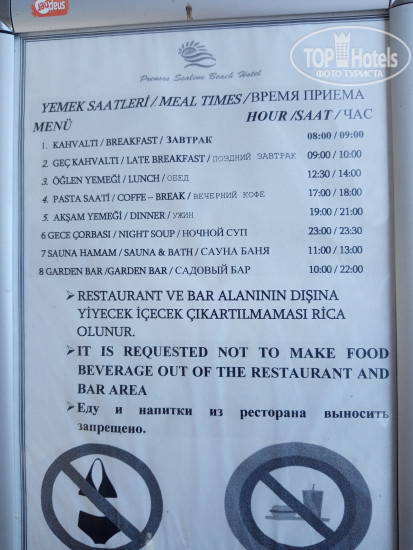 Amadeus
TOPHotels
ФОТО ТУРИСТА
Prenses Sealine Beach Hotel
YEMEK SAATLERİ / MEAL TIMES / ВРЕМЯ ПРИЕМА
MENÜ HOUR /SAAT / ЧАС
1. KAHVALTI / BREAKFAST / ЗАВТРАК 08:00 / 09:00
2. GEÇ KAHVALTI / LATE BREAKFAST / ПОЗДНИЙ ЗАВТРАК 09:00 / 10:00
3. ÖĞLEN YEMEĞİ / LUNCH / ОБЕД 12:30 / 14:00
4. PASTA SAATİ / COFFE – BREAK / ВЕЧЕРНИЙ КОФЕ 17:00 / 18:00
5. AKŞAM YEMEĞİ / DINNER / УЖИН 19:00 / 21:00
6 GECE ÇORBASI / NIGHT SOUP / НОЧНОЙ СУП 23:00 / 23:30
7 SAUNA HAMAM / SAUNA & BATH / САУНА БАНЯ 11:00 / 13:00
8 GARDEN BAR /GARDEN BAR / САДОВЫЙ БАР 10:00 / 22:00
➤RESTAURANT VE BAR ALANININ DIŞINA
YİYECEK İÇECEK ÇIKARTILMAMASI RİCA
OLUNUR.
➤IT IS REQUESTED NOT TO MAKE FOOD
BEVERAGE OUT OF THE RESTAURANT AND
BAR AREA
➤Еду и напитки из ресторана выносить
запрещено.